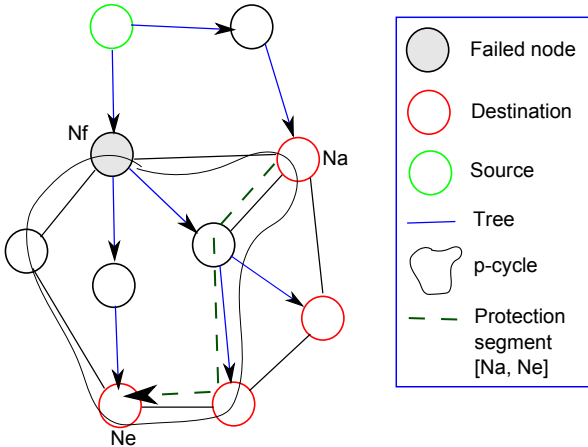 Nf
Na
Ne
Failed node
Destination
Source
Tree
p-cycle
Protection
segment
[Na, Ne]